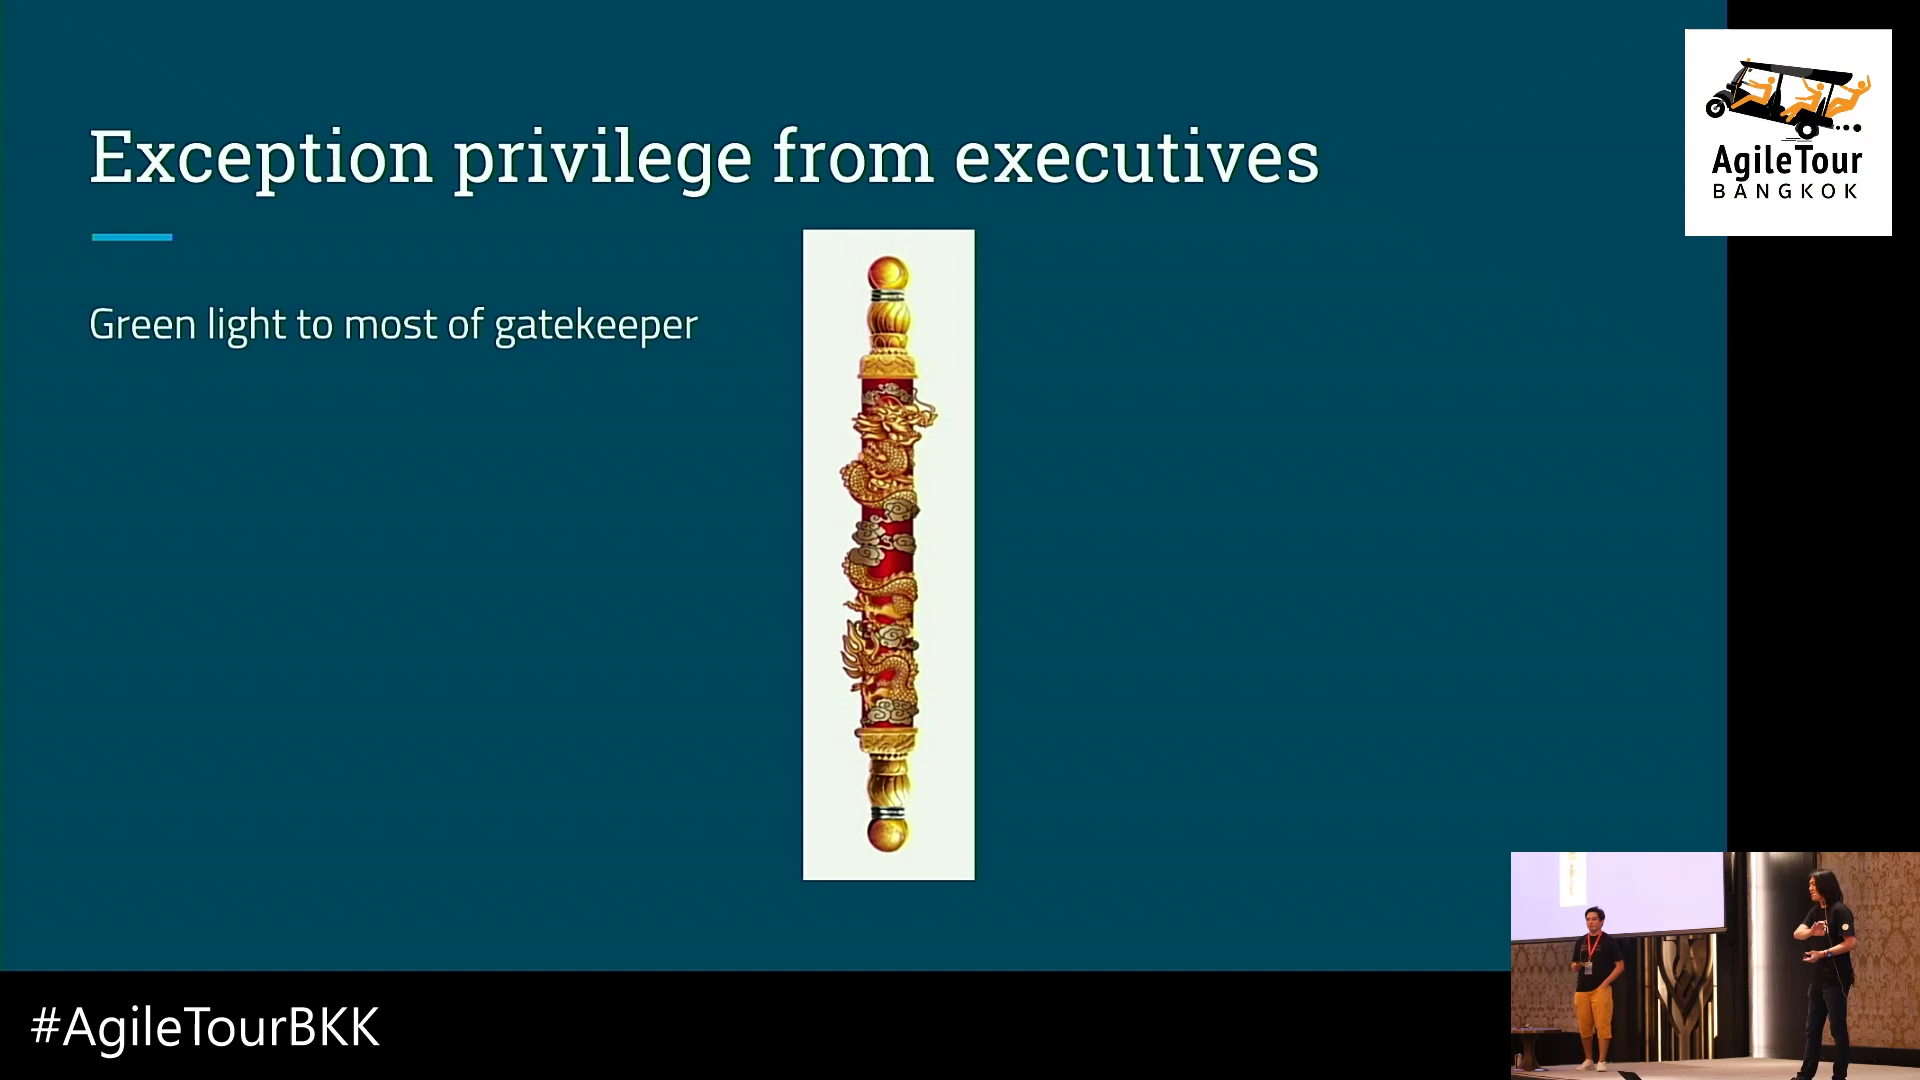 Exception privilege from executives
Green light to most of gatekeeper
AgileTour
BANGKOK
#AgileTourBKK